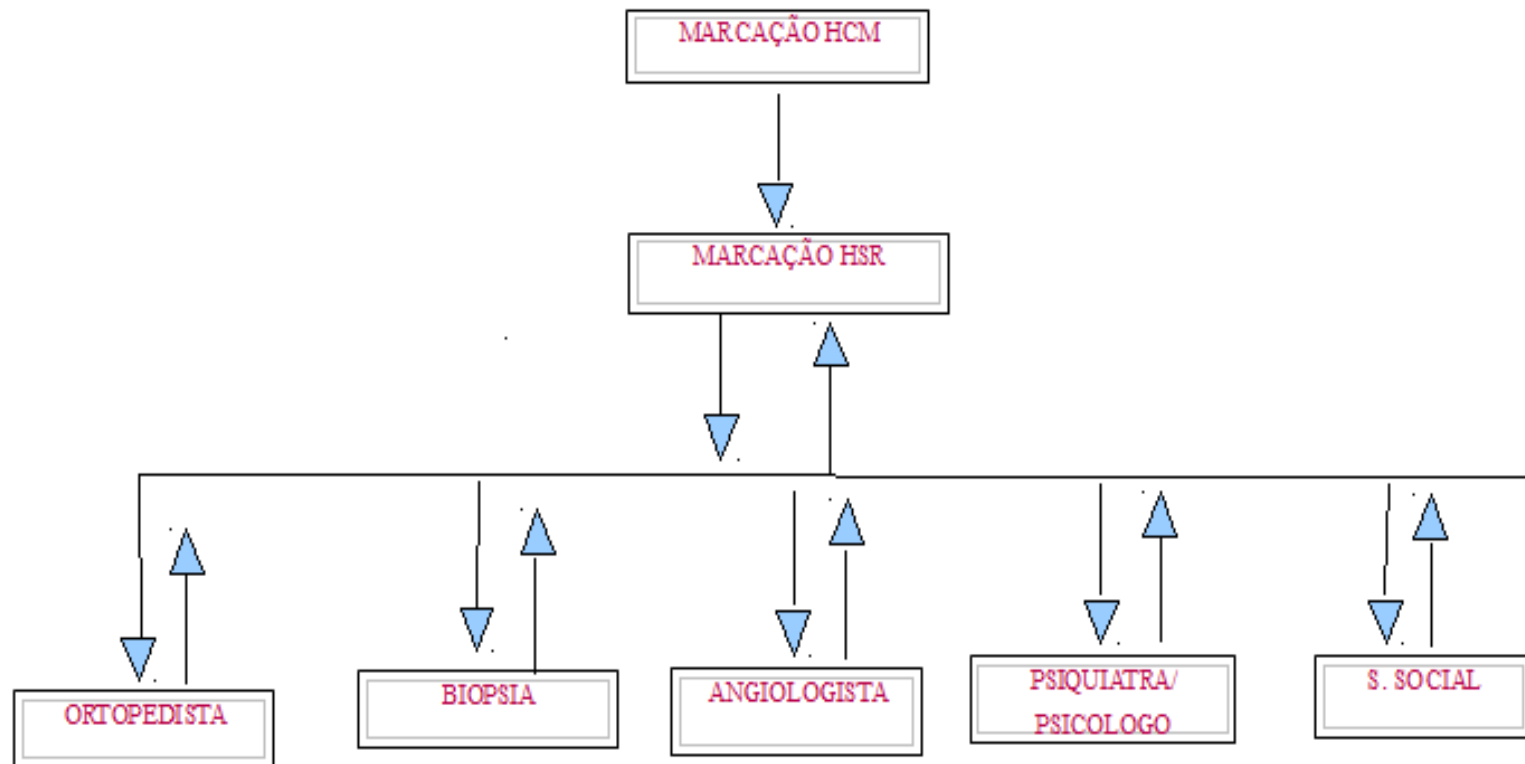 MARCAÇÃO HCM
MARCAÇÃO HSR
ORTOPEDISTA
BIOPSIA
ANGIOLOGISTA
PSIQUIATRA/
PSICOLOGO
S. SOCIAL